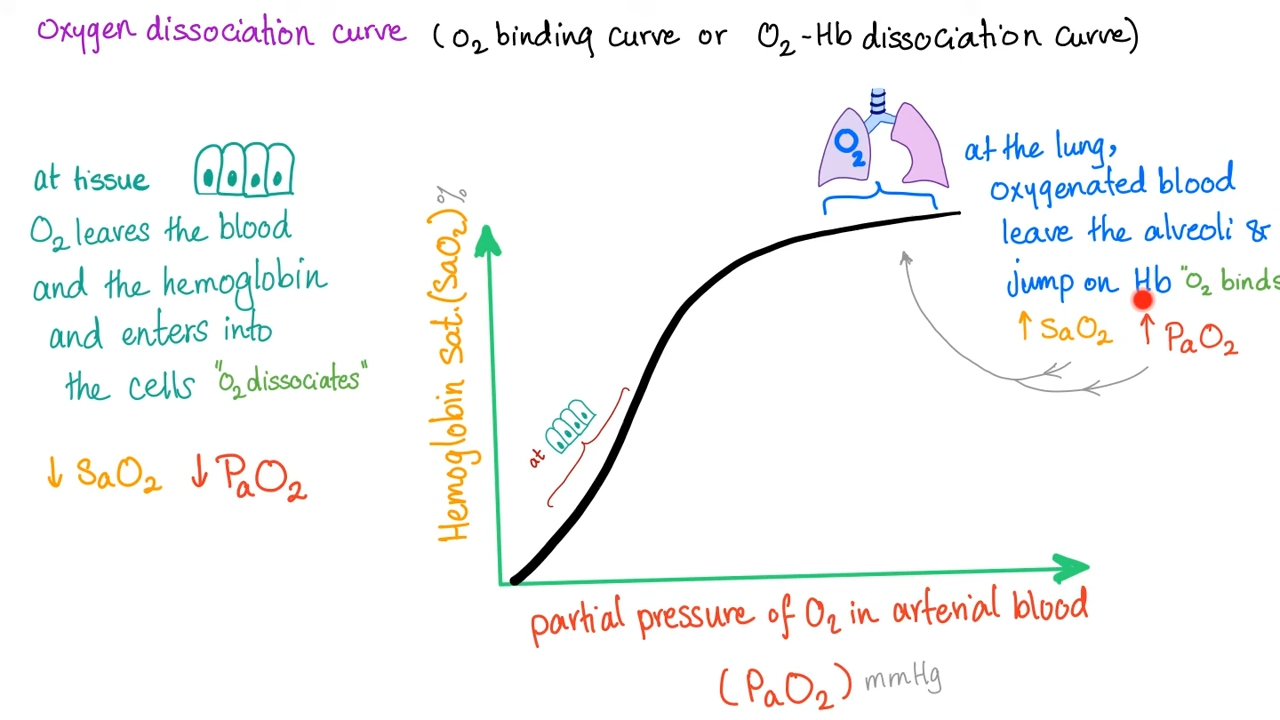 Oxygen dissociation curve (O₂ binding curve or O₂-Hb dissociation curve)
at tissue
O₂ leaves the blood
and the hemoglobin
and enters into
the cells "O₂ dissociates"
↓ SaO₂ ↓ PaO₂
Hemoglobin Sat. (SaO₂) %
at
O₂
at the lung,
oxygenated blood
leave the alveoli &
jump on Hb "O₂ binds
↑ SaO₂ ↑ PaO₂
partial pressure of O₂ in arterial blood
(PaO₂) mmHg